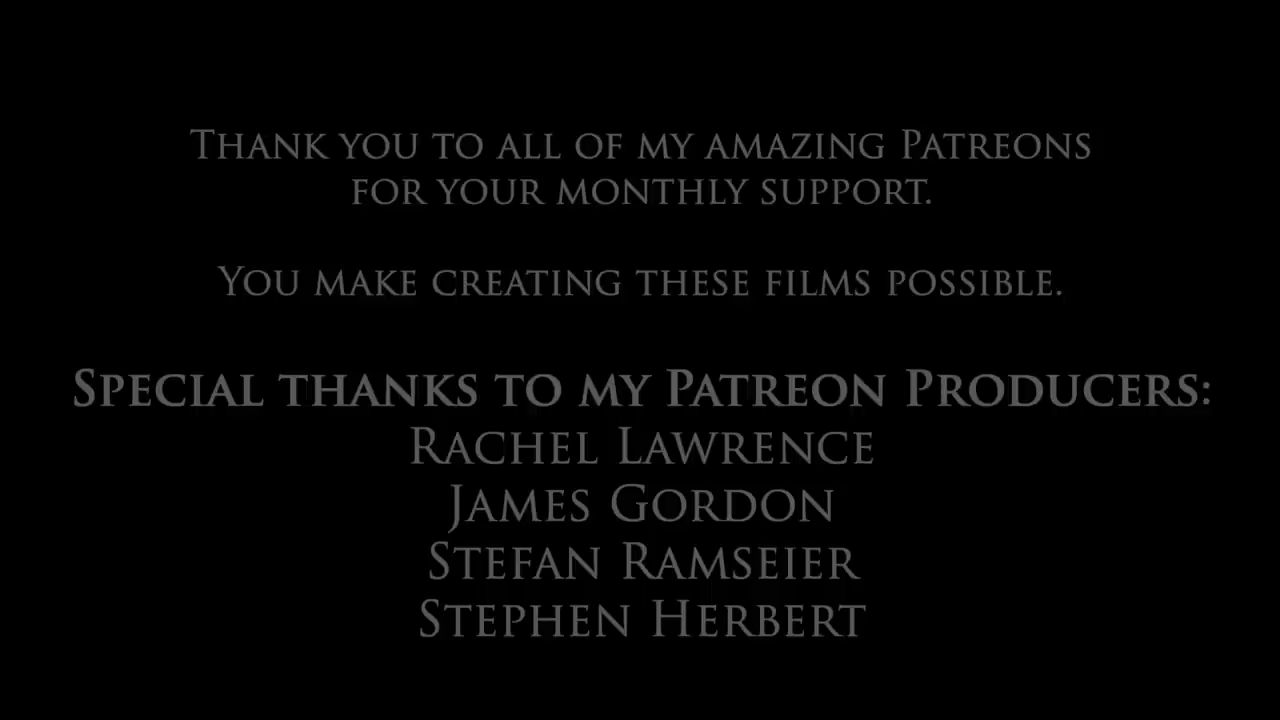 Thank you to all of my amazing Patreons
for your monthly support.
You make creating these films possible.
Special thanks to my Patreon Producers:
Rachel Lawrence
James Gordon
Stefan Ramseier
Stephen Herbert